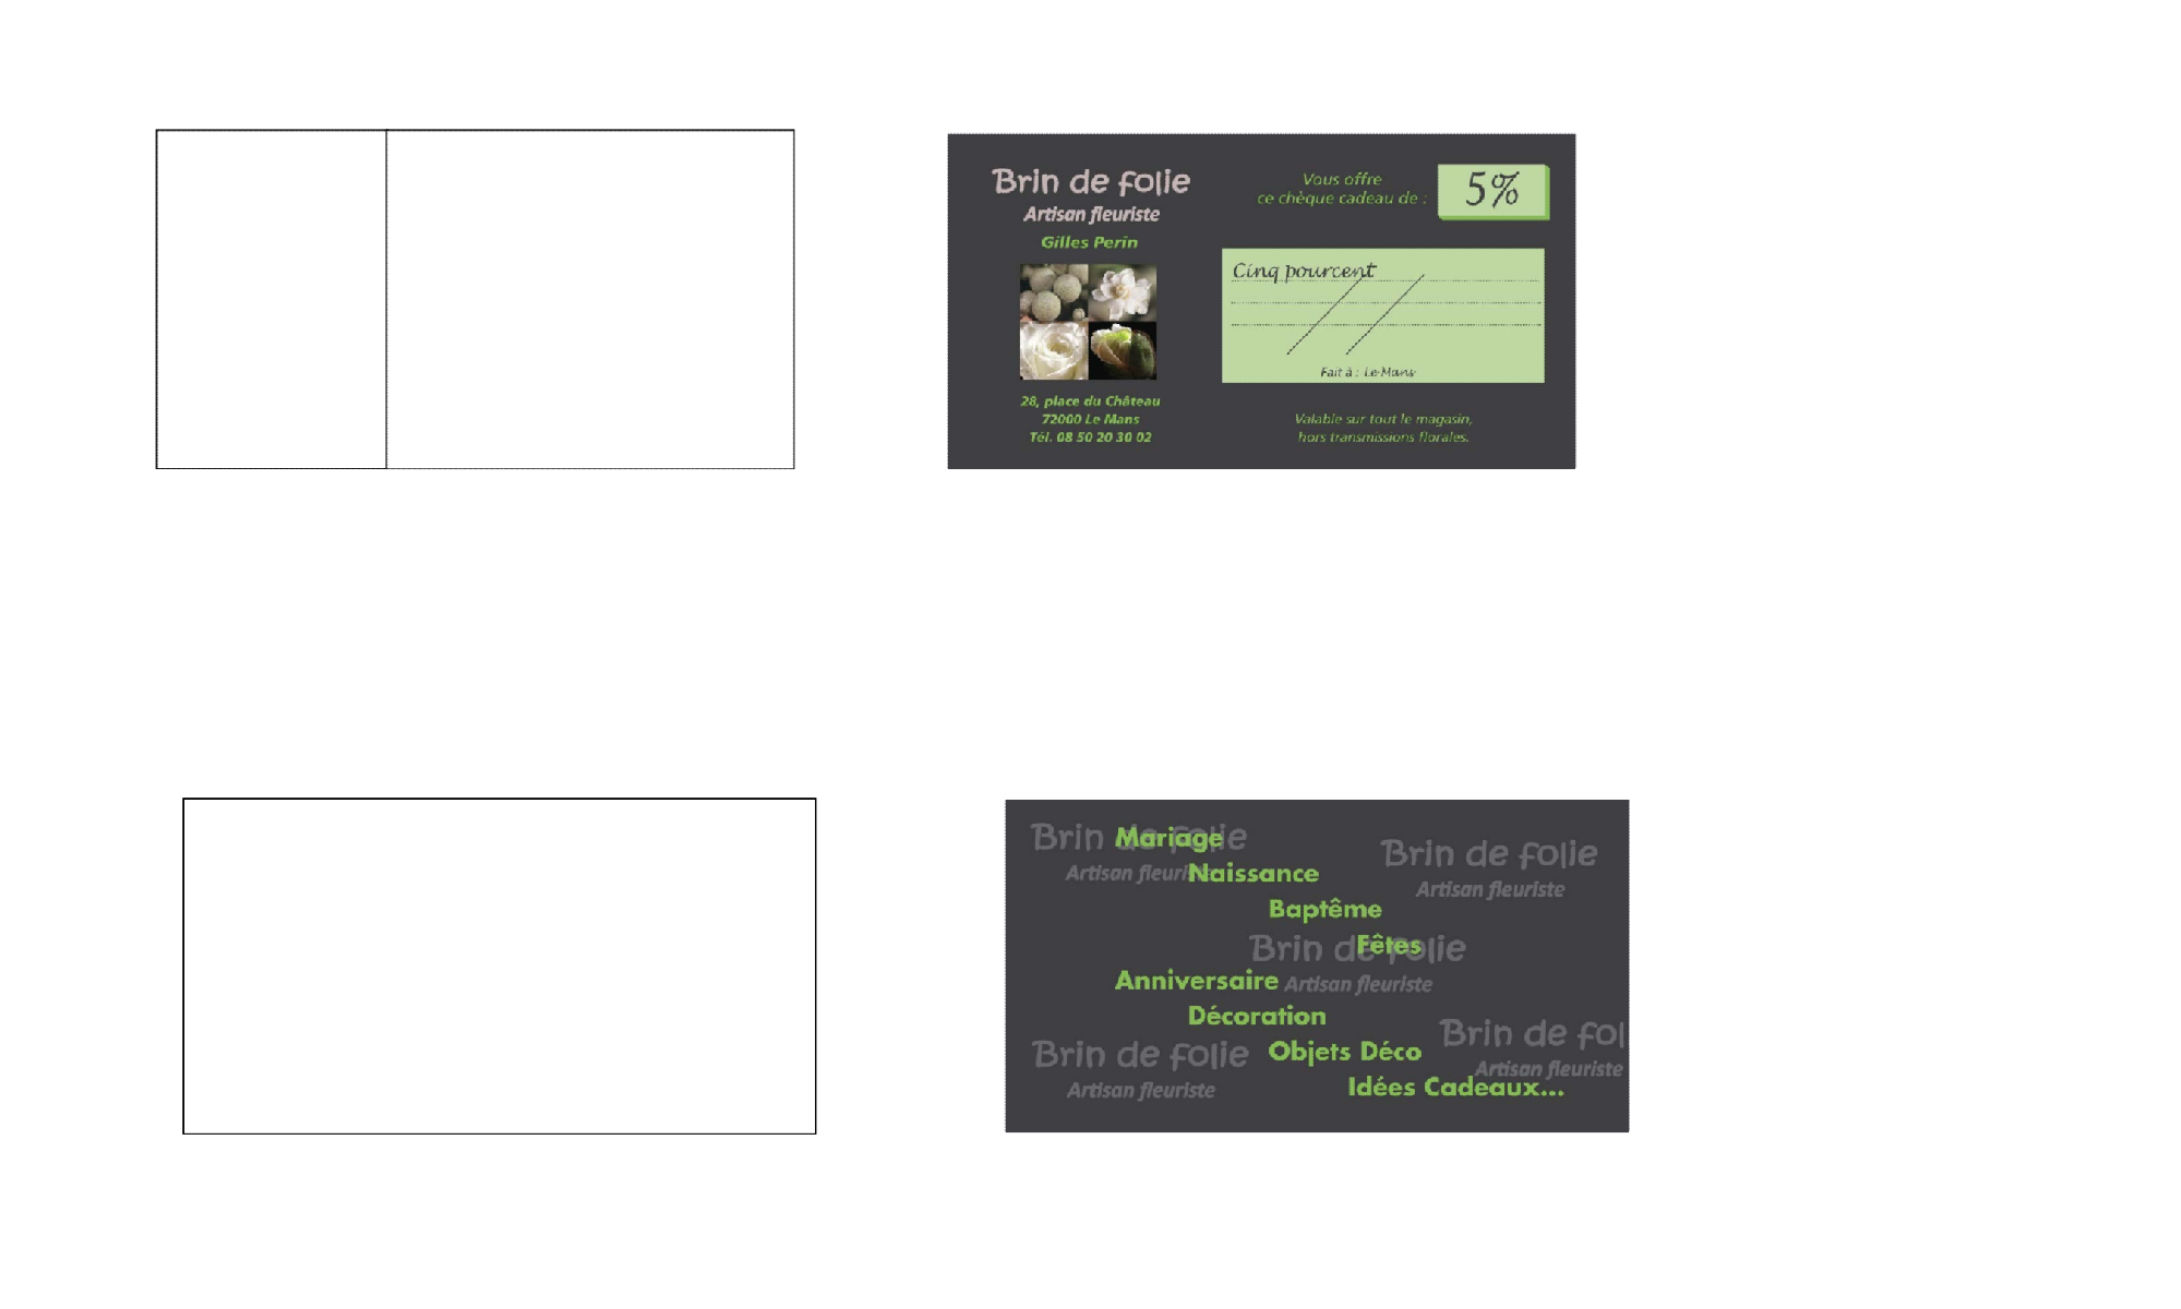 Brin de folie
Artisan fleuriste
Gilles Perin
28, place du Château
72000 Le Mans
Tél. 08 50 20 30 02
Vous offre
ce chèque cadeau de :
5%
Cinq pourcent
Fait à : Le Mans
Valable sur tout le magasin,
hors transmissions florales.
Brin de folie
Mariage
Artisan fleuri
Naissance
Brin de folie
Artisan fleuriste
Baptême
Brin de folie
Fêtes
Anniversaire
Artisan fleuriste
Décoration
Brin de fol
Artisan fleuriste
Brin de folie
Artisan fleuriste
Objets Déco
Idées Cadeaux...